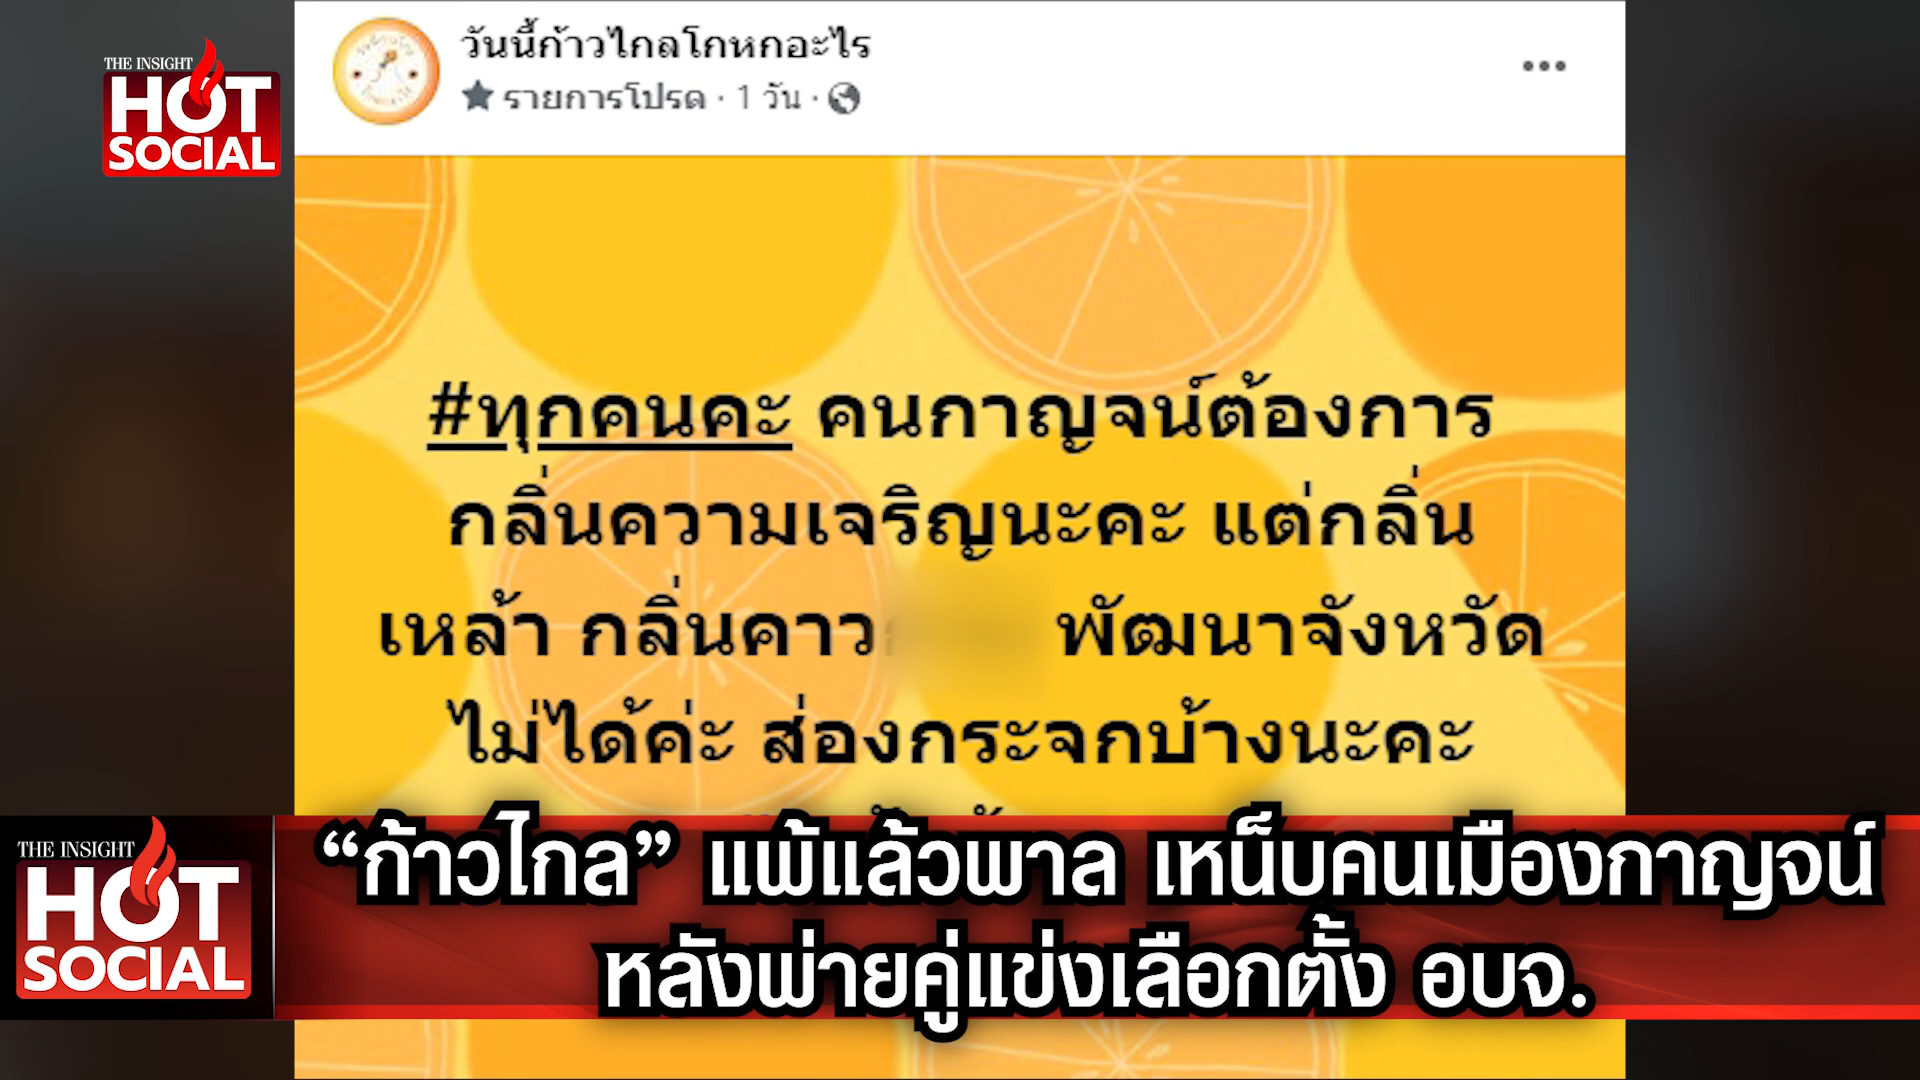 THE INSIGHT
HOT
SOCIAL
วันนี้ก้าวไกลโกหกอะไร
รายการโปรด · 1 วัน ·
#ทุกคนคะ คนกาญจน์ต้องการ
กลิ่นความเจริญนะคะ แต่กลิ่น
เหล้า กลิ่นคาว พัฒนาจังหวัด
ไม่ได้ค่ะ ส่องกระจกบ้างนะคะ
THE INSIGHT
HOT
SOCIAL
“ก้าวไกล” แพ้แล้วพาล เหน็บคนเมืองกาญจน์
หลังพ่ายคู่แข่งเลือกตั้ง อบจ.